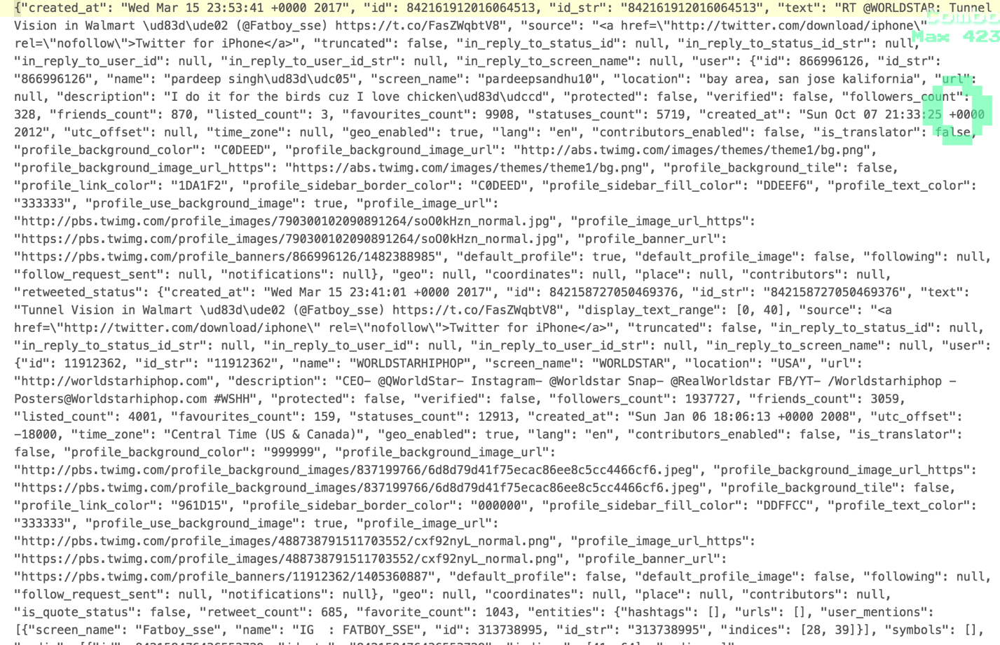 {"created_at": "Wed Mar 15 23:53:41 +0000 2017", "id": 842161912016064513, "id_str": "842161912016064513", "text": "RT @WORLDSTAR: Tunnel
Vision in Walmart \ud83d\ude02 (@Fatboy_sse) https://t.co/FasZWqbtV8", "source": "<a href=\"http://twitter.com/download/iphone\"
rel=\"nofollow\">Twitter for iPhone</a>", "truncated": false, "in_reply_to_status_id": null, "in_reply_to_status_id_str": null,
"in_reply_to_user_id": null, "in_reply_to_user_id_str": null, "in_reply_to_screen_name": null, "user": {"id": 866996126, "id_str":
"866996126", "name": "pardeep singh\ud83d\udc05", "screen_name": "pardeepsandhu10", "location": "bay area, san jose kalifornia", "url":
null, "description": "I do it for the birds cuz I love chicken\ud83d\udccd", "protected": false, "verified": false, "followers_count":
328, "friends_count": 870, "listed_count": 3, "favourites_count": 9908, "statuses_count": 5719, "created_at": "Sun Oct 07 21:33:25 +0000
2012", "utc_offset": null, "time_zone": null, "geo_enabled": true, "lang": "en", "contributors_enabled": false, "is_translator": false,
"profile_background_color": "C0DEED", "profile_background_image_url": "http://abs.twimg.com/images/themes/theme1/bg.png",
"profile_background_image_url_https": "https://abs.twimg.com/images/themes/theme1/bg.png", "profile_background_tile": false,
"profile_link_color": "1DA1F2", "profile_sidebar_border_color": "C0DEED", "profile_sidebar_fill_color": "DDEEF6", "profile_text_color":
"333333", "profile_use_background_image": true, "profile_image_url":
"http://pbs.twimg.com/profile_images/790300102090891264/soO0kHzn_normal.jpg", "profile_image_url_https":
"https://pbs.twimg.com/profile_images/790300102090891264/soO0kHzn_normal.jpg", "profile_banner_url":
"https://pbs.twimg.com/profile_banners/866996126/1482388985", "default_profile": true, "default_profile_image": false, "following": null,
"follow_request_sent": null, "notifications": null}, "geo": null, "coordinates": null, "place": null, "contributors": null,
"retweeted_status": {"created_at": "Wed Mar 15 23:41:01 +0000 2017", "id": 842158727050469376, "id_str": "842158727050469376", "text":
"Tunnel Vision in Walmart \ud83d\ude02 (@Fatboy_sse) https://t.co/FasZWqbtV8", "display_text_range": [0, 40], "source": "<a
href=\"http://twitter.com/download/iphone\" rel=\"nofollow\">Twitter for iPhone</a>", "truncated": false, "in_reply_to_status_id": null,
"in_reply_to_status_id_str": null, "in_reply_to_user_id": null, "in_reply_to_user_id_str": null, "in_reply_to_screen_name": null, "user":
{"id": 11912362, "id_str": "11912362", "name": "WORLDSTARHIPHOP", "screen_name": "WORLDSTAR", "location": "USA", "url":
"http://worldstarhiphop.com", "description": "CEO- @QWorldStar- Instagram- @Worldstar Snap- @RealWorldstar FB/YT- /Worldstarhiphop -
Posters@Worldstarhiphop.com #WSHH", "protected": false, "verified": false, "followers_count": 1937727, "friends_count": 3059,
"listed_count": 4001, "favourites_count": 159, "statuses_count": 12913, "created_at": "Sun Jan 06 18:06:13 +0000 2008", "utc_offset":
-18000, "time_zone": "Central Time (US & Canada)", "geo_enabled": true, "lang": "en", "contributors_enabled": false, "is_translator":
false, "profile_background_color": "999999", "profile_background_image_url":
"http://pbs.twimg.com/profile_background_images/837199766/6d8d79d41f75ecac86ee8c5cc4466cf6.jpeg", "profile_background_image_url_https":
"https://pbs.twimg.com/profile_background_images/837199766/6d8d79d41f75ecac86ee8c5cc4466cf6.jpeg", "profile_background_tile": false,
"profile_link_color": "961D15", "profile_sidebar_border_color": "000000", "profile_sidebar_fill_color": "DDFFCC", "profile_text_color":
"333333", "profile_use_background_image": true, "profile_image_url":
"http://pbs.twimg.com/profile_images/488738791511703552/cxf92nyL_normal.png", "profile_image_url_https":
"https://pbs.twimg.com/profile_images/488738791511703552/cxf92nyL_normal.png", "profile_banner_url":
"https://pbs.twimg.com/profile_banners/11912362/1405360887", "default_profile": false, "default_profile_image": false, "following": null,
"follow_request_sent": null, "notifications": null}, "geo": null, "coordinates": null, "place": null, "contributors": null,
"is_quote_status": false, "retweet_count": 685, "favorite_count": 1043, "entities": {"hashtags": [], "urls": [], "user_mentions":
[{"screen_name": "Fatboy_sse", "name": "IG  : FATBOY_SSE", "id": 313738995, "id_str": "313738995", "indices": [28, 39]}], "symbols": [],
Combo
Max 423
0